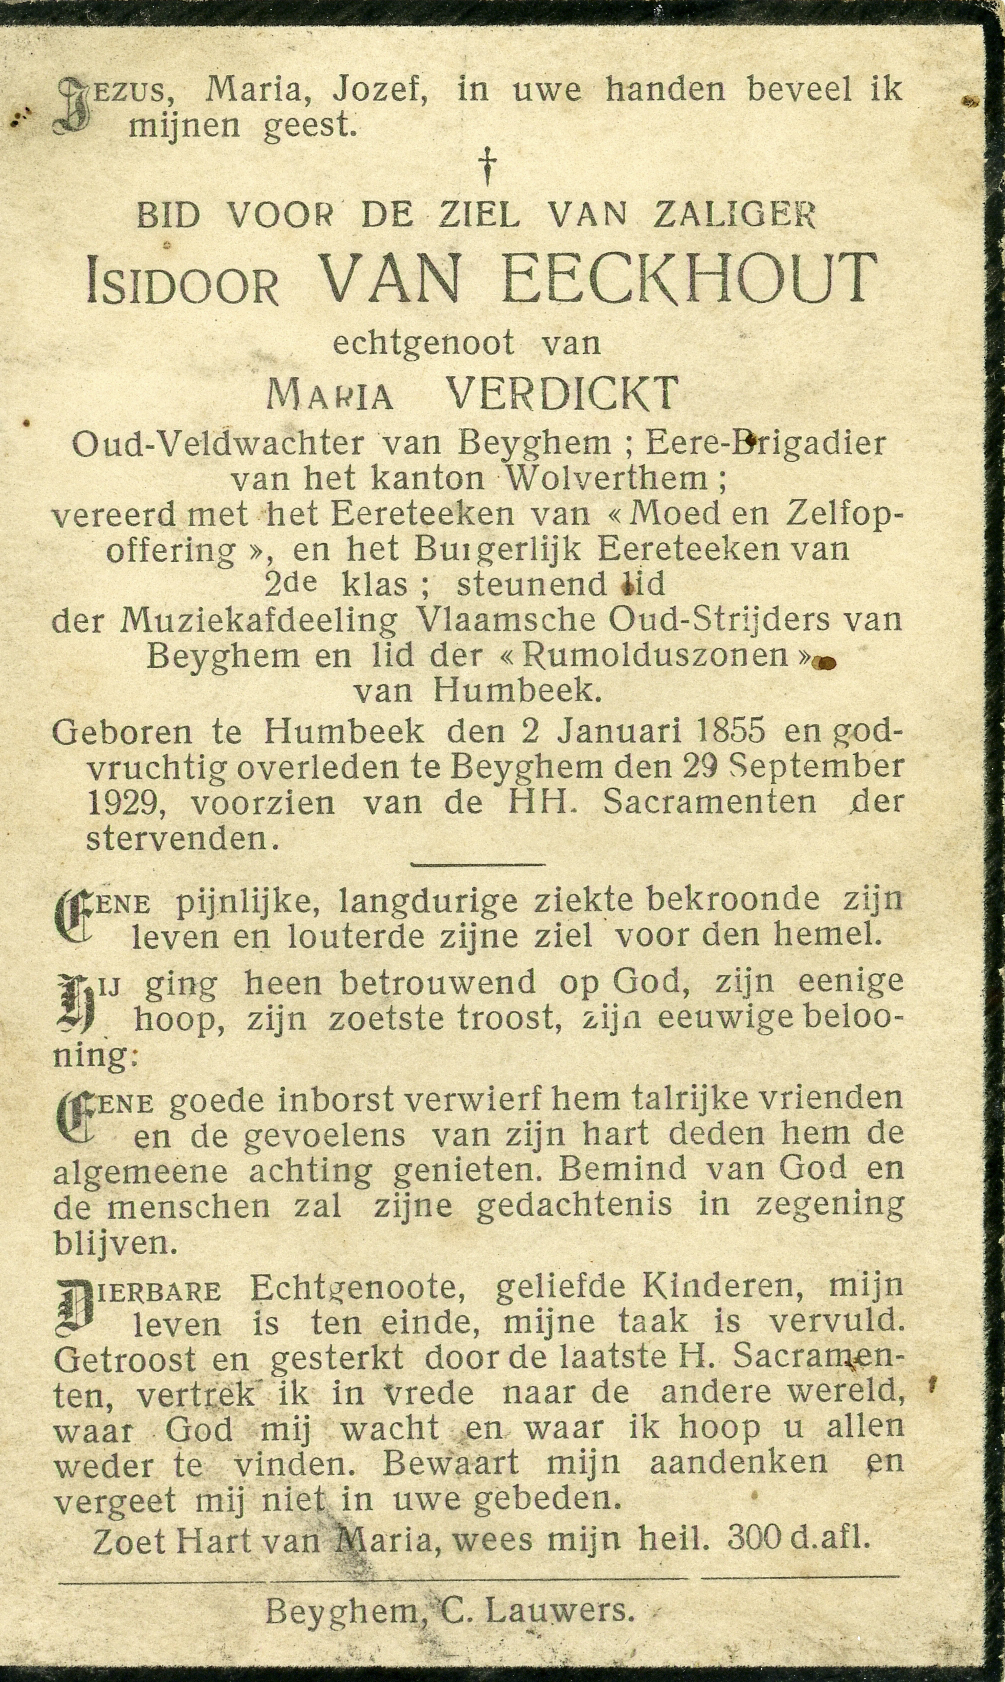 JEZUS, Maria, Jozef, in uwe handen beveel ik
mijnen geest.
†
BID VOOR DE ZIEL VAN ZALIGER
ISIDOOR VAN EECKHOUT
echtgenoot van
MARIA VERDICKT
Oud-Veldwachter van Beyghem ; Eere-Brigadier
van het kanton Wolverthem ;
vereerd met het Eereteeken van « Moed en Zelfop-
offering », en het Burgerlijk Eereteeken van
2de klas ; steunend lid
der Muziekafdeeling Vlaamsche Oud-Strijders van
Beyghem en lid der « Rumolduszonen »
van Humbeek.
Geboren te Humbeek den 2 Januari 1855 en god-
vruchtig overleden te Beyghem den 29 September
1929, voorzien van de HH. Sacramenten der
stervenden.
EENE pijnlijke, langdurige ziekte bekroonde zijn
leven en louterde zijne ziel voor den hemel.
HIJ ging heen betrouwend op God, zijn eenige
hoop, zijn zoetste troost, zijn eeuwige beloo-
ning:
EENE goede inborst verwierf hem talrijke vrienden
en de gevoelens van zijn hart deden hem de
algemeene achting genieten. Bemind van God en
de menschen zal zijne gedachtenis in zegening
blijven.
DIERBARE Echtgenoote, geliefde Kinderen, mijn
leven is ten einde, mijne taak is vervuld.
Getroost en gesterkt door de laatste H. Sacramen-
ten, vertrek ik in vrede naar de andere wereld,
waar God mij wacht en waar ik hoop u allen
weder te vinden. Bewaart mijn aandenken en
vergeet mij niet in uwe gebeden.
Zoet Hart van Maria, wees mijn heil. 300 d.afl.
Beyghem, C. Lauwers.